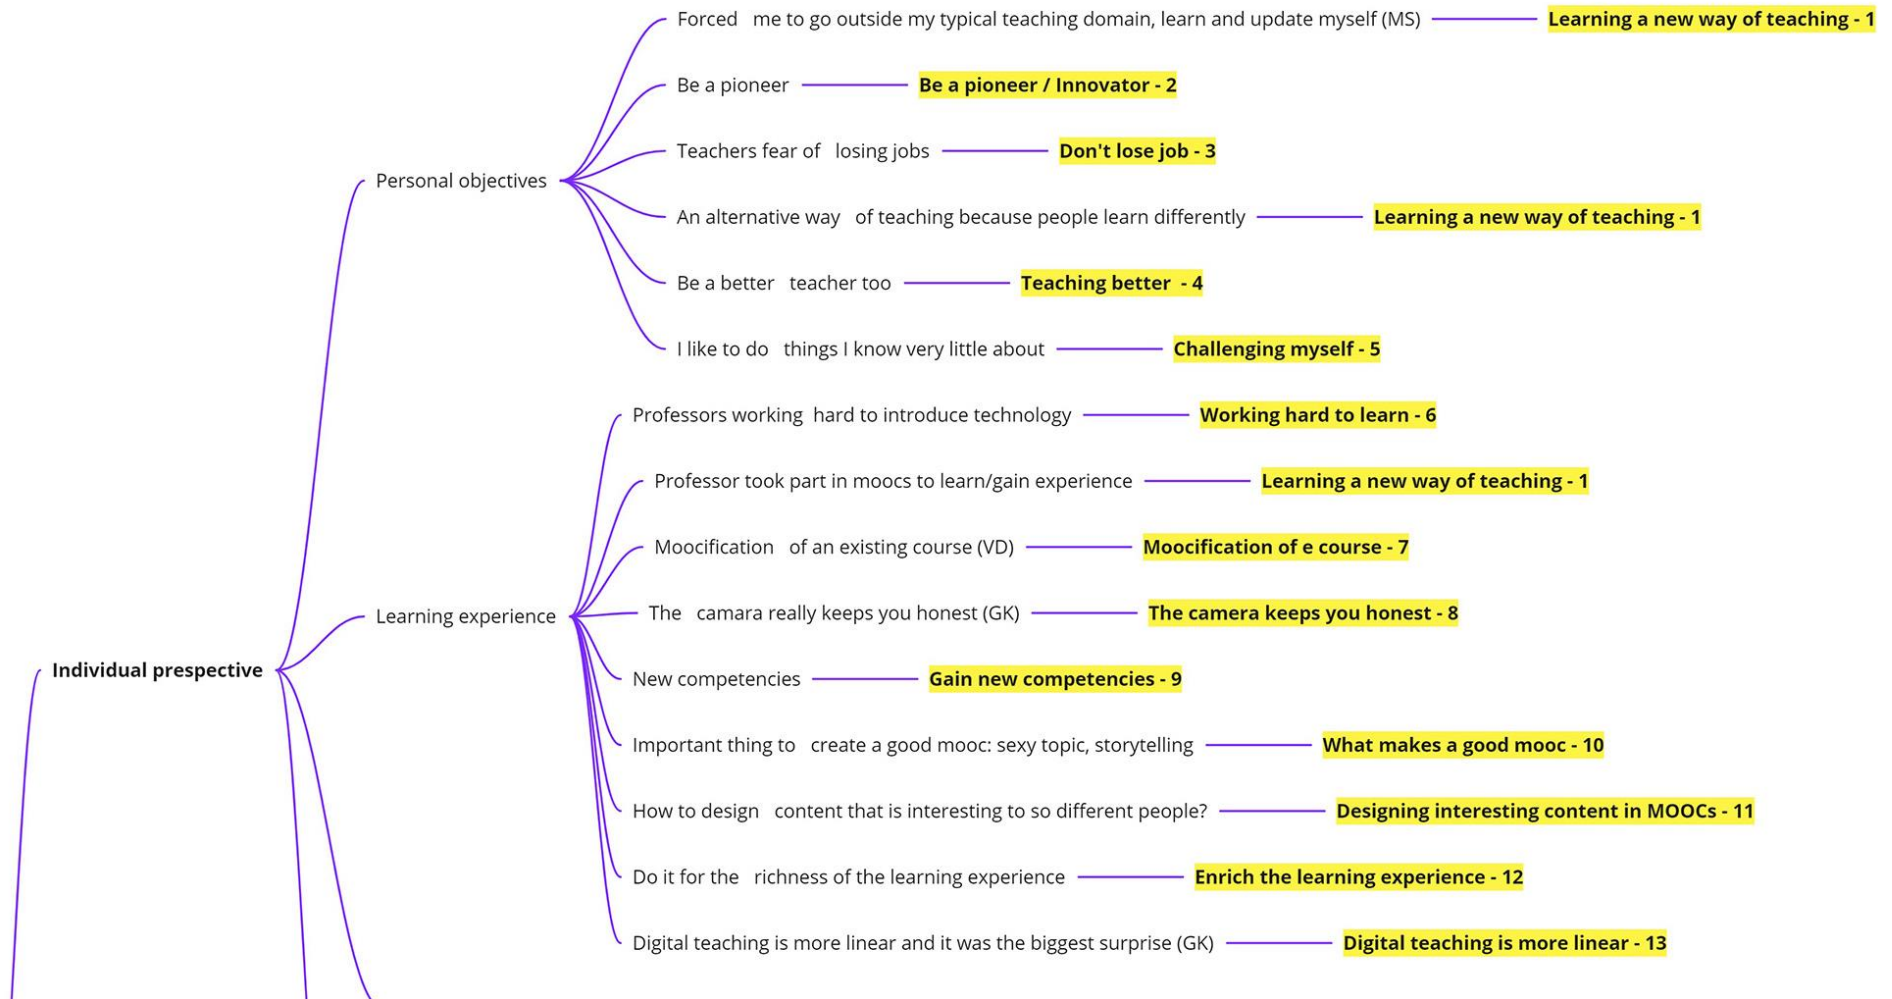 Forced me to go outside my typical teaching domain, learn and update myself (MS) Learning a new way of teaching - 1
Be a pioneer Be a pioneer / Innovator - 2
Teachers fear of losing jobs Don't lose job - 3
Personal objectives
An alternative way of teaching because people learn differently Learning a new way of teaching - 1
Be a better teacher too Teaching better - 4
I like to do things I know very little about Challenging myself - 5
Professors working hard to introduce technology Working hard to learn - 6
Professor took part in moocs to learn/gain experience Learning a new way of teaching - 1
Moocification of an existing course (VD) Moocification of e course - 7
The camara really keeps you honest (GK) The camera keeps you honest - 8
Learning experience
Individual prespective
New competencies Gain new competencies - 9
Important thing to create a good mooc: sexy topic, storytelling What makes a good mooc - 10
How to design content that is interesting to so different people? Designing interesting content in MOOCs - 11
Do it for the richness of the learning experience Enrich the learning experience - 12
Digital teaching is more linear and it was the biggest surprise (GK) Digital teaching is more linear - 13